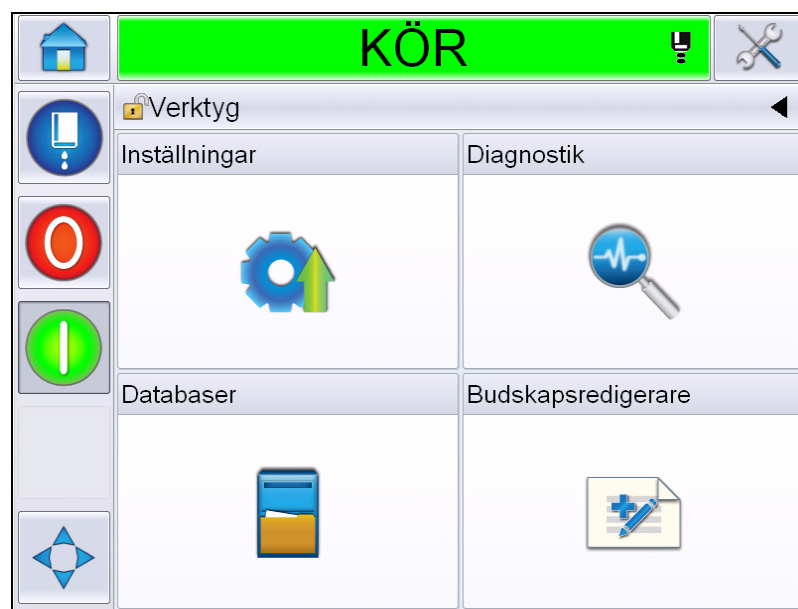 KÖR
Verktyg
Inställningar
Diagnostik
Databaser
Budskapsredigerare